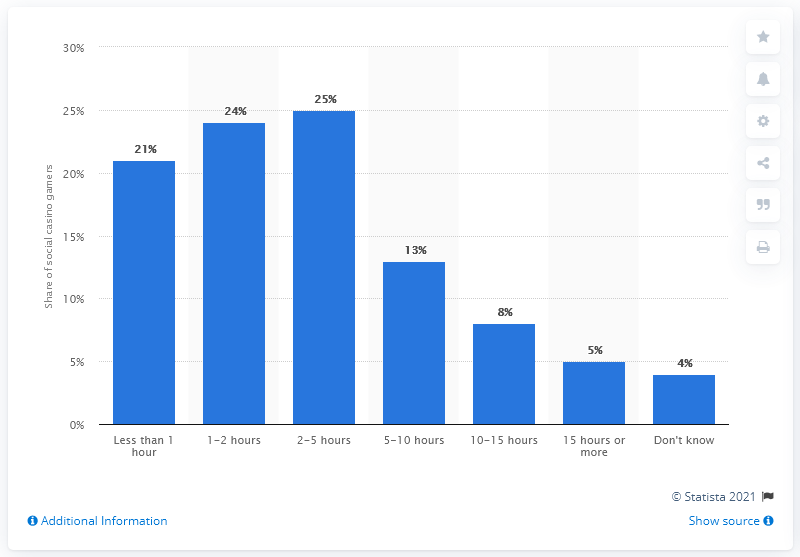 30%
25%
20%
15%
10%
5%
0%
Share of social casino gamers
21%
24%
25%
13%
8%
5%
4%
Less than 1
hour
1-2 hours
2-5 hours
5-10 hours
10-15 hours
15 hours or
more
Don't know
© Statista 2021
Additional Information
Show source